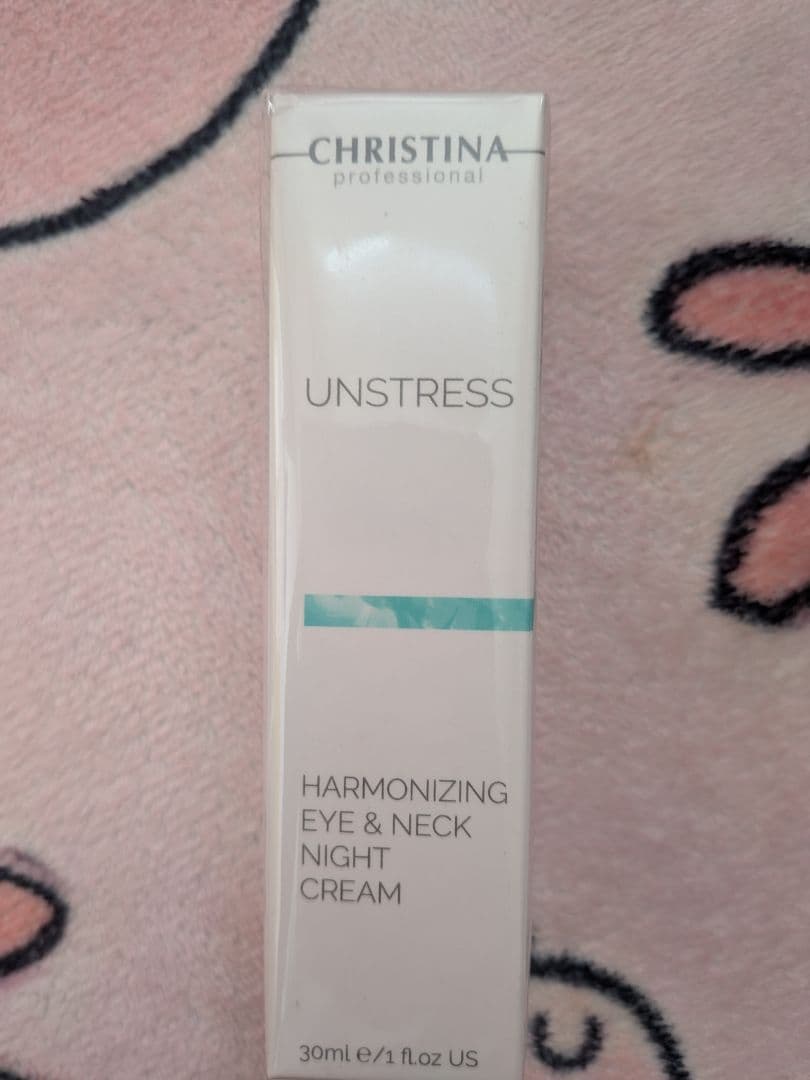 CHRISTINA
professional
UNSTRESS
HARMONIZING
EYE & NECK
NIGHT
CREAM
30ml ℮/1 fl.oz US